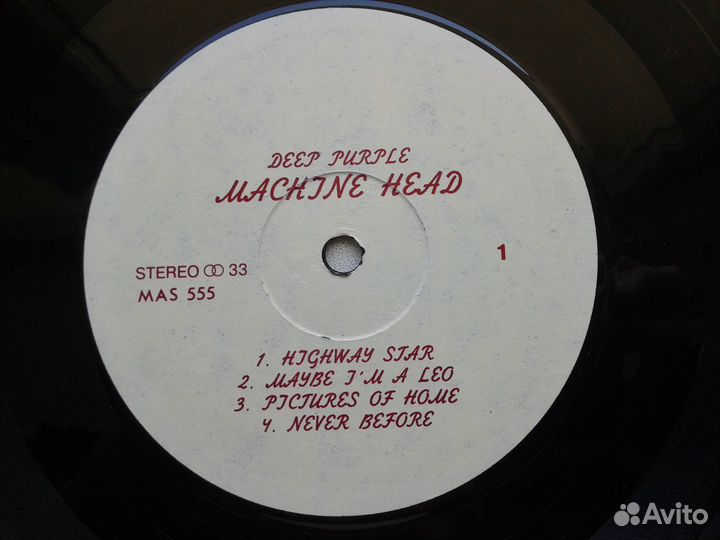 DEEP PURPLE
MACHINE HEAD
STEREO 33
MAS 555
1
1. HIGHWAY STAR
2. MAYBE I'M A LEO
3. PICTURES OF HOME
4. NEVER BEFORE
Avito